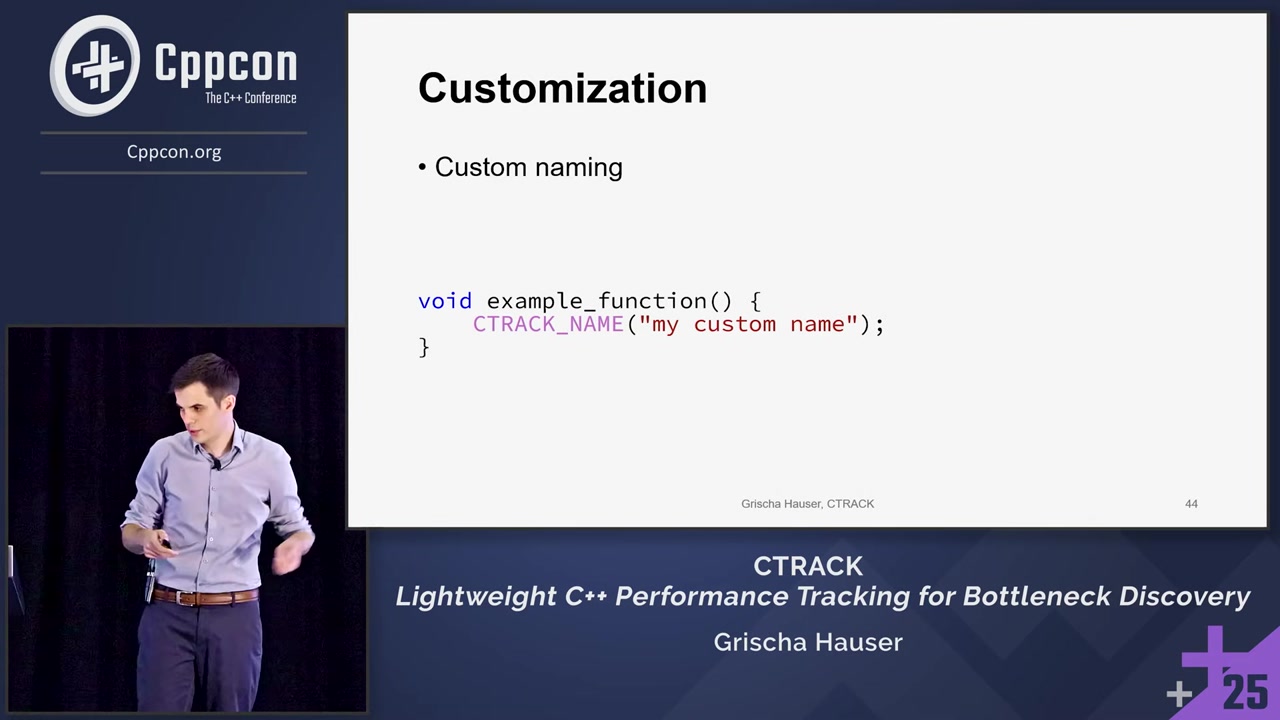 Cppcon
The C++ Conference
Cppcon.org
Customization
• Custom naming
void example_function() {
    CTRACK_NAME("my custom name");
}
Grischa Hauser, CTRACK
44
CTRACK
Lightweight C++ Performance Tracking for Bottleneck Discovery
Grischa Hauser
25